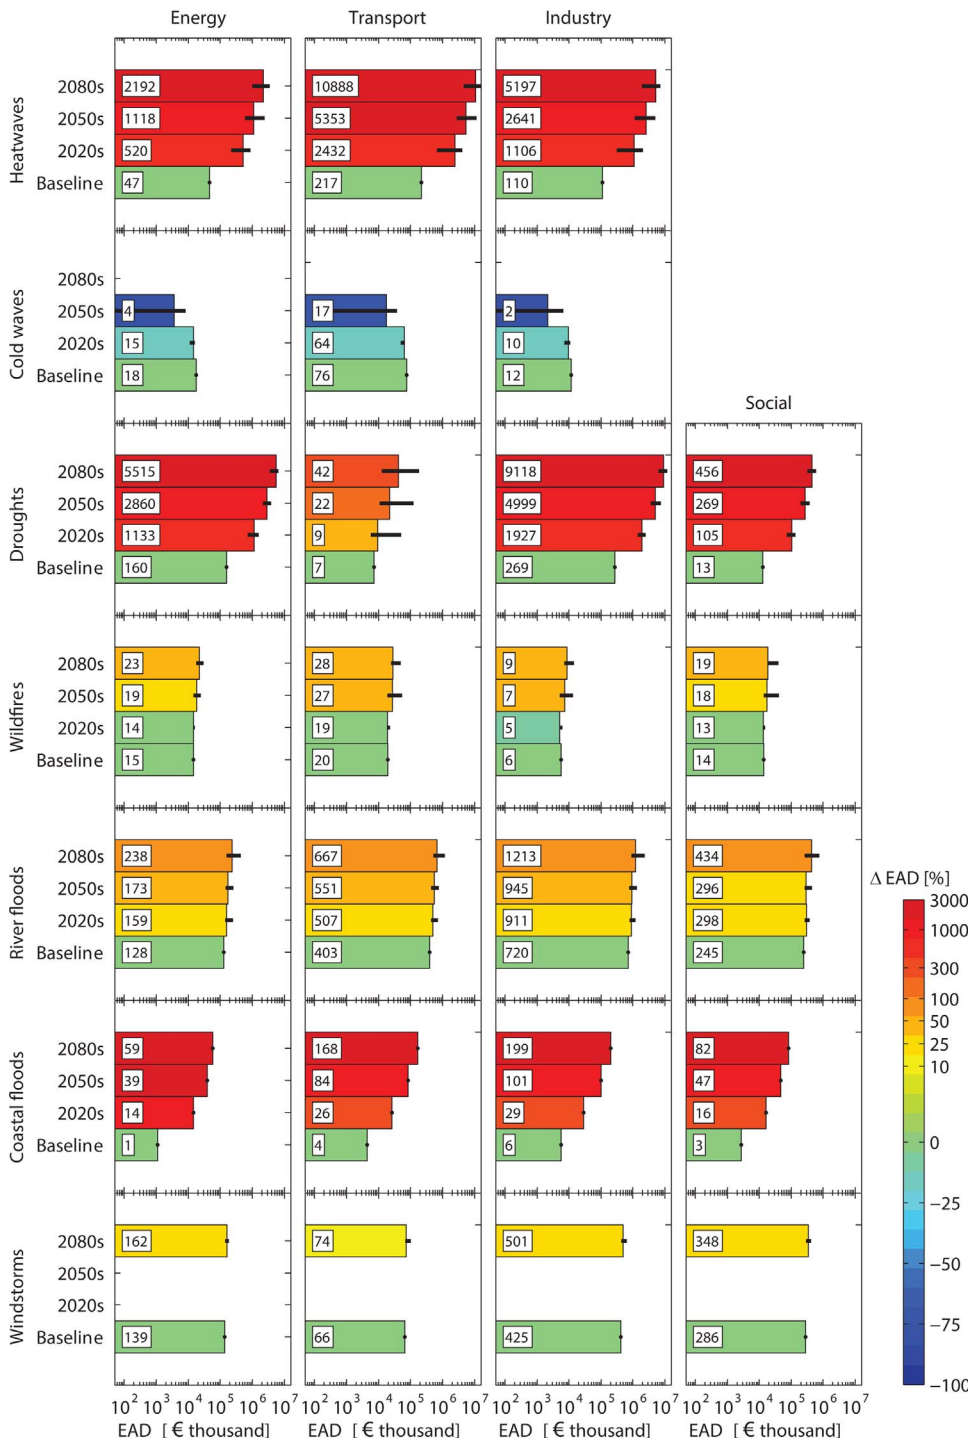 Energy Transport Industry
Heatwaves
2080s 2192 10888 5197
2050s 1118 5353 2641
2020s 520 2432 1106
Baseline 47 217 110
Cold waves
2080s
2050s 4 17 2
2020s 15 64 10
Baseline 18 76 12
Social
Droughts
2080s 5515 42 9118 456
2050s 2860 22 4999 269
2020s 1133 9 1927 105
Baseline 160 7 269 13
Wildfires
2080s 23 28 9 19
2050s 19 27 7 18
2020s 14 19 5 13
Baseline 15 20 6 14
River floods
2080s 238 667 1213 434
2050s 173 551 945 296
2020s 159 507 911 298
Baseline 128 403 720 245
Coastal floods
2080s 59 168 199 82
2050s 39 84 101 47
2020s 14 26 29 16
Baseline 1 4 6 3
Windstorms
2080s 162 74 501 348
2050s
2020s
Baseline 139 66 425 286
10² 10³ 10⁴ 10⁵ 10⁶ 10⁷ 10² 10³ 10⁴ 10⁵ 10⁶ 10⁷ 10² 10³ 10⁴ 10⁵ 10⁶ 10⁷ 10² 10³ 10⁴ 10⁵ 10⁶ 10⁷
EAD [ € thousand] EAD [ € thousand] EAD [ € thousand] EAD [ € thousand]
Δ EAD [%]
3000
1000
300
100
50
25
10
0
−25
−50
−75
−100